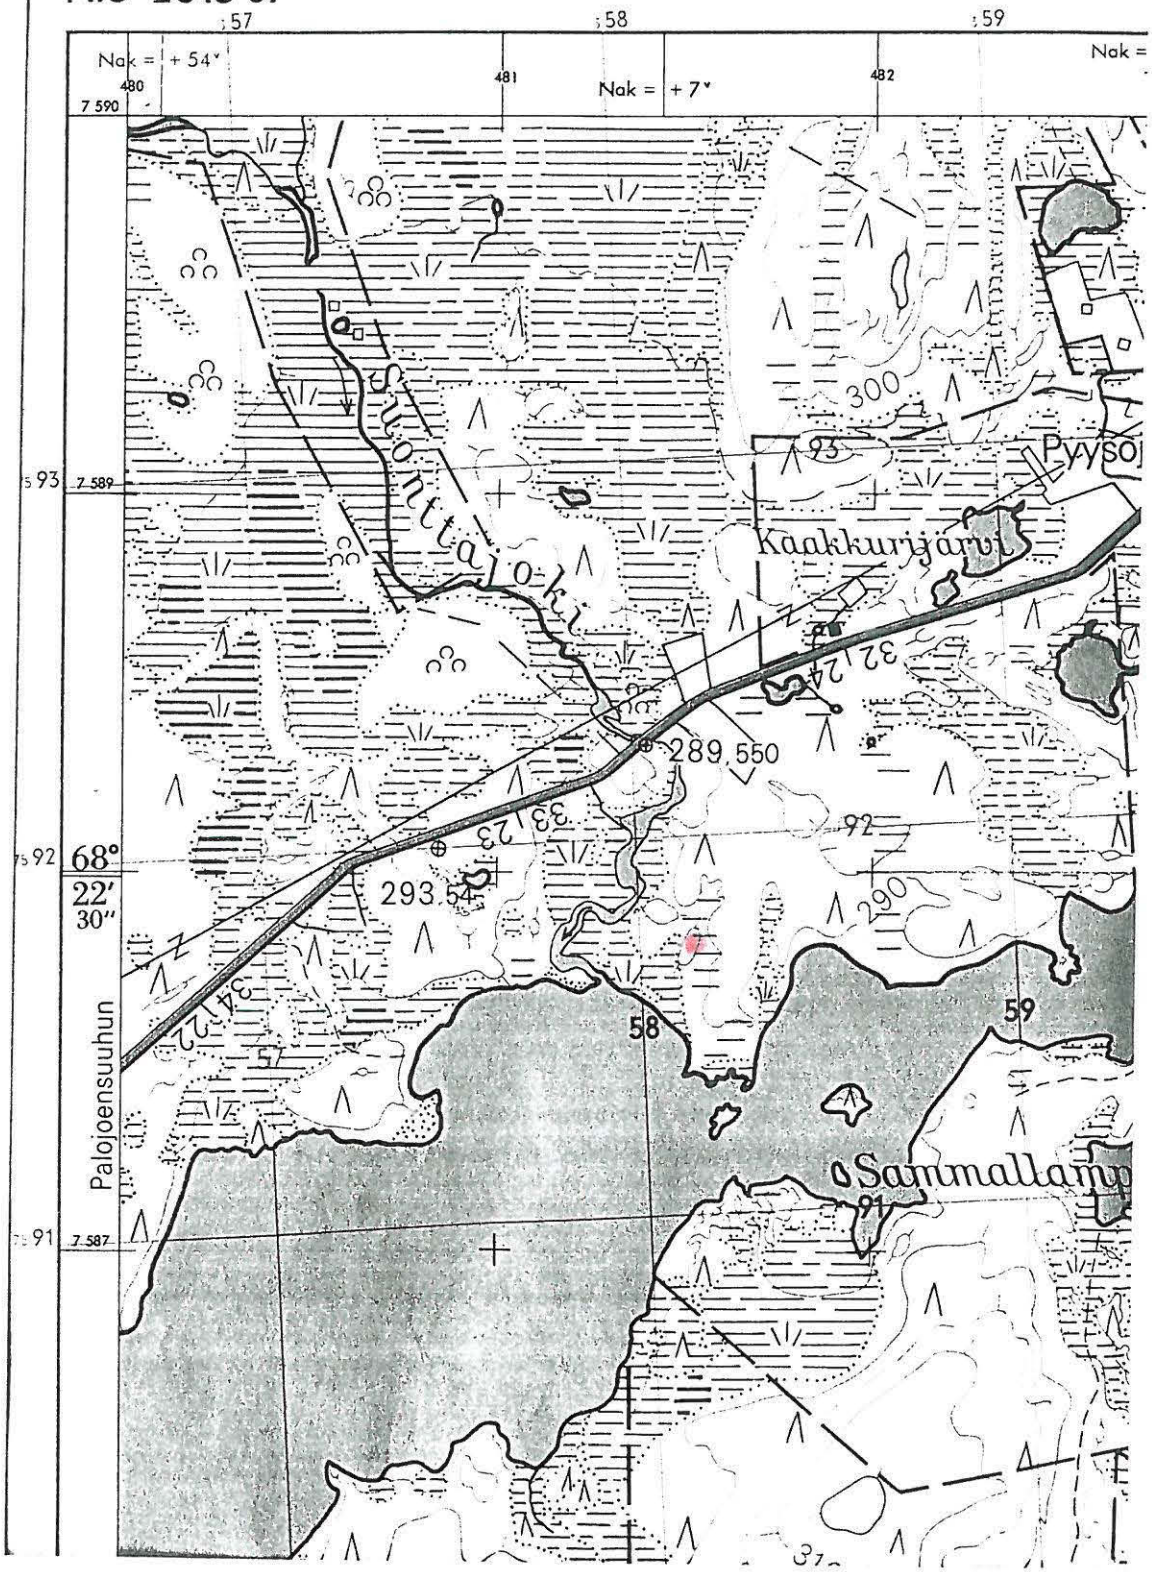 57 58 59
Nak = + 54ᵛ
Nak = + 7ᵛ
Nak =
480 481 482
7 590
300
93
Suonttajoki
Pyysö
93
7 589
Kaakkurijärvi
Z
32 24
289,550
33 23
92
92
68°
22'
30"
293.54
290
Z
34 22
58
59
57
Palojoensuuhun
Sammallamp
91
91
7 587